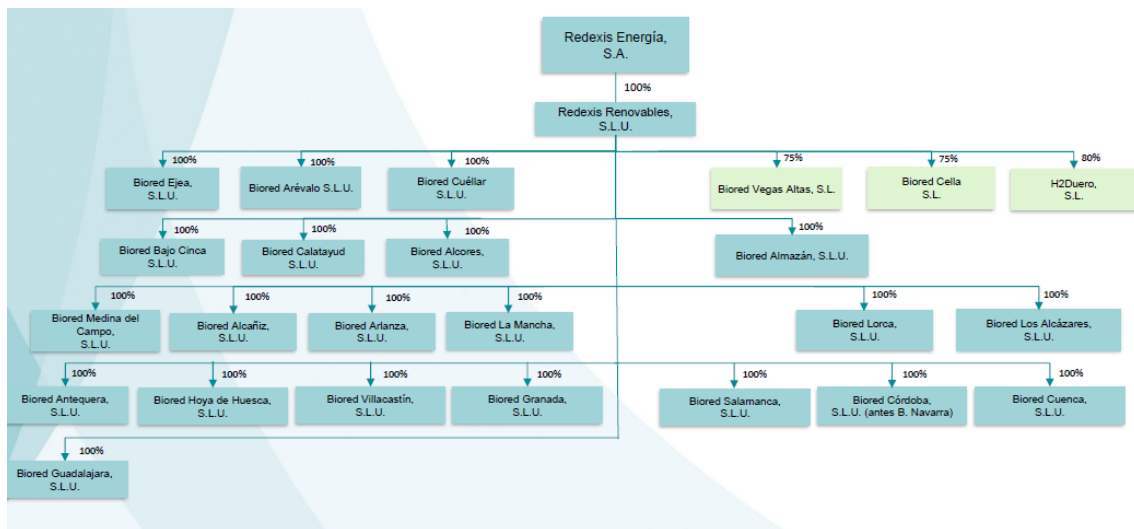 Redexis Energía,
S.A.
100%
Redexis Renovables,
S.L.U.
100%
100%
100%
75%
75%
80%
Biored Ejea,
S.L.U.
Biored Arévalo S.L.U.
Biored Cuéllar
S.L.U.
Biored Vegas Altas, S.L.
Biored Cella
S.L.
H2Duero,
S.L.
100%
100%
100%
100%
Biored Bajo Cinca
S.L.U.
Biored Calatayud
S.L.U.
Biored Alcores,
S.L.U.
Biored Almazán, S.L.U.
100%
100%
100%
100%
100%
100%
Biored Medina del
Campo,
S.L.U.
Biored Alcañiz,
S.L.U.
Biored Arlanza,
S.L.U.
Biored La Mancha,
S.L.U.
Biored Lorca,
S.L.U.
Biored Los Alcázares,
S.L.U.
100%
100%
100%
100%
100%
100%
100%
Biored Antequera,
S.L.U.
Biored Hoya de Huesca,
S.L.U.
Biored Villacastín,
S.L.U.
Biored Granada,
S.L.U.
Biored Salamanca,
S.L.U.
Biored Córdoba,
S.L.U. (antes B. Navarra)
Biored Cuenca,
S.L.U.
100%
Biored Guadalajara,
S.L.U.